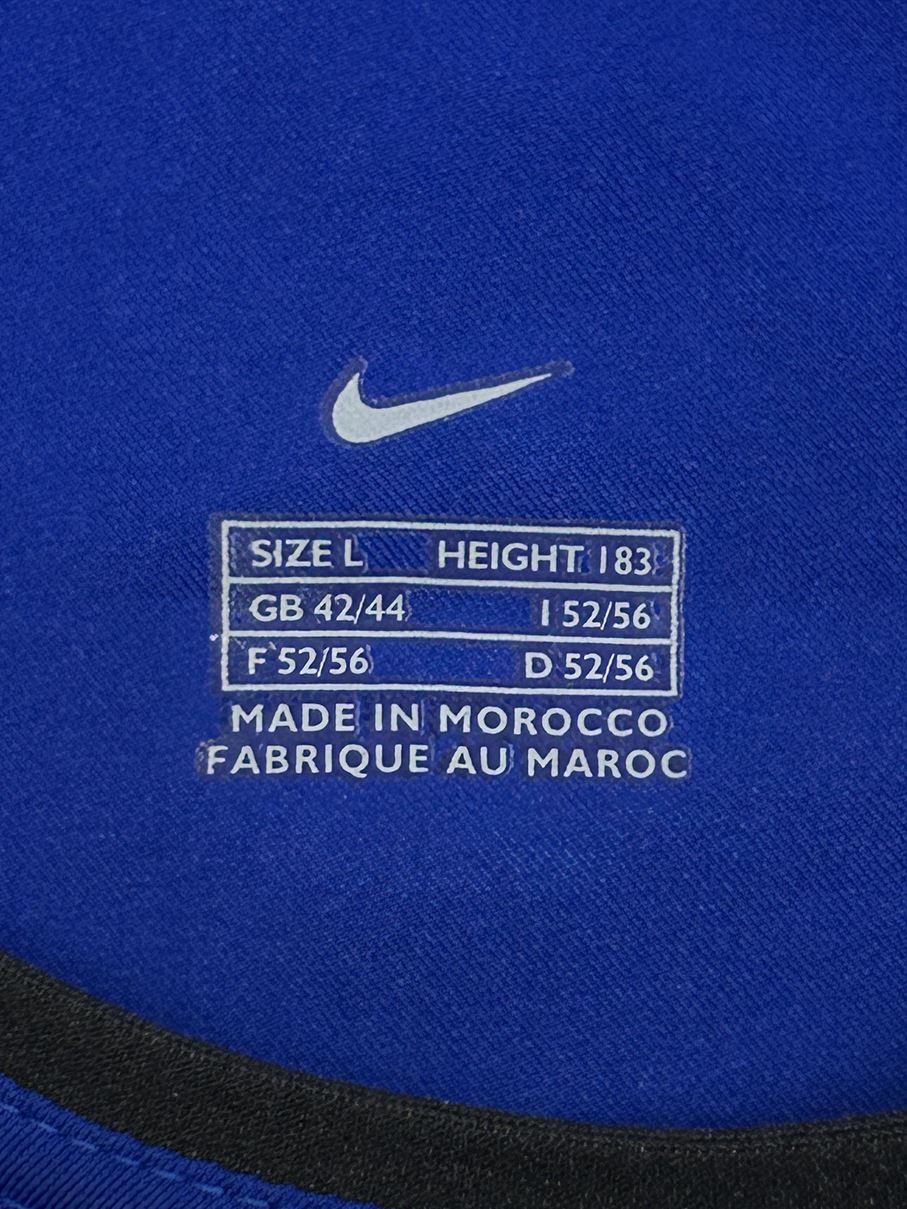 SIZE L HEIGHT 183
GB 42/44 I 52/56
F 52/56 D 52/56
MADE IN MOROCCO
FABRIQUE AU MAROC